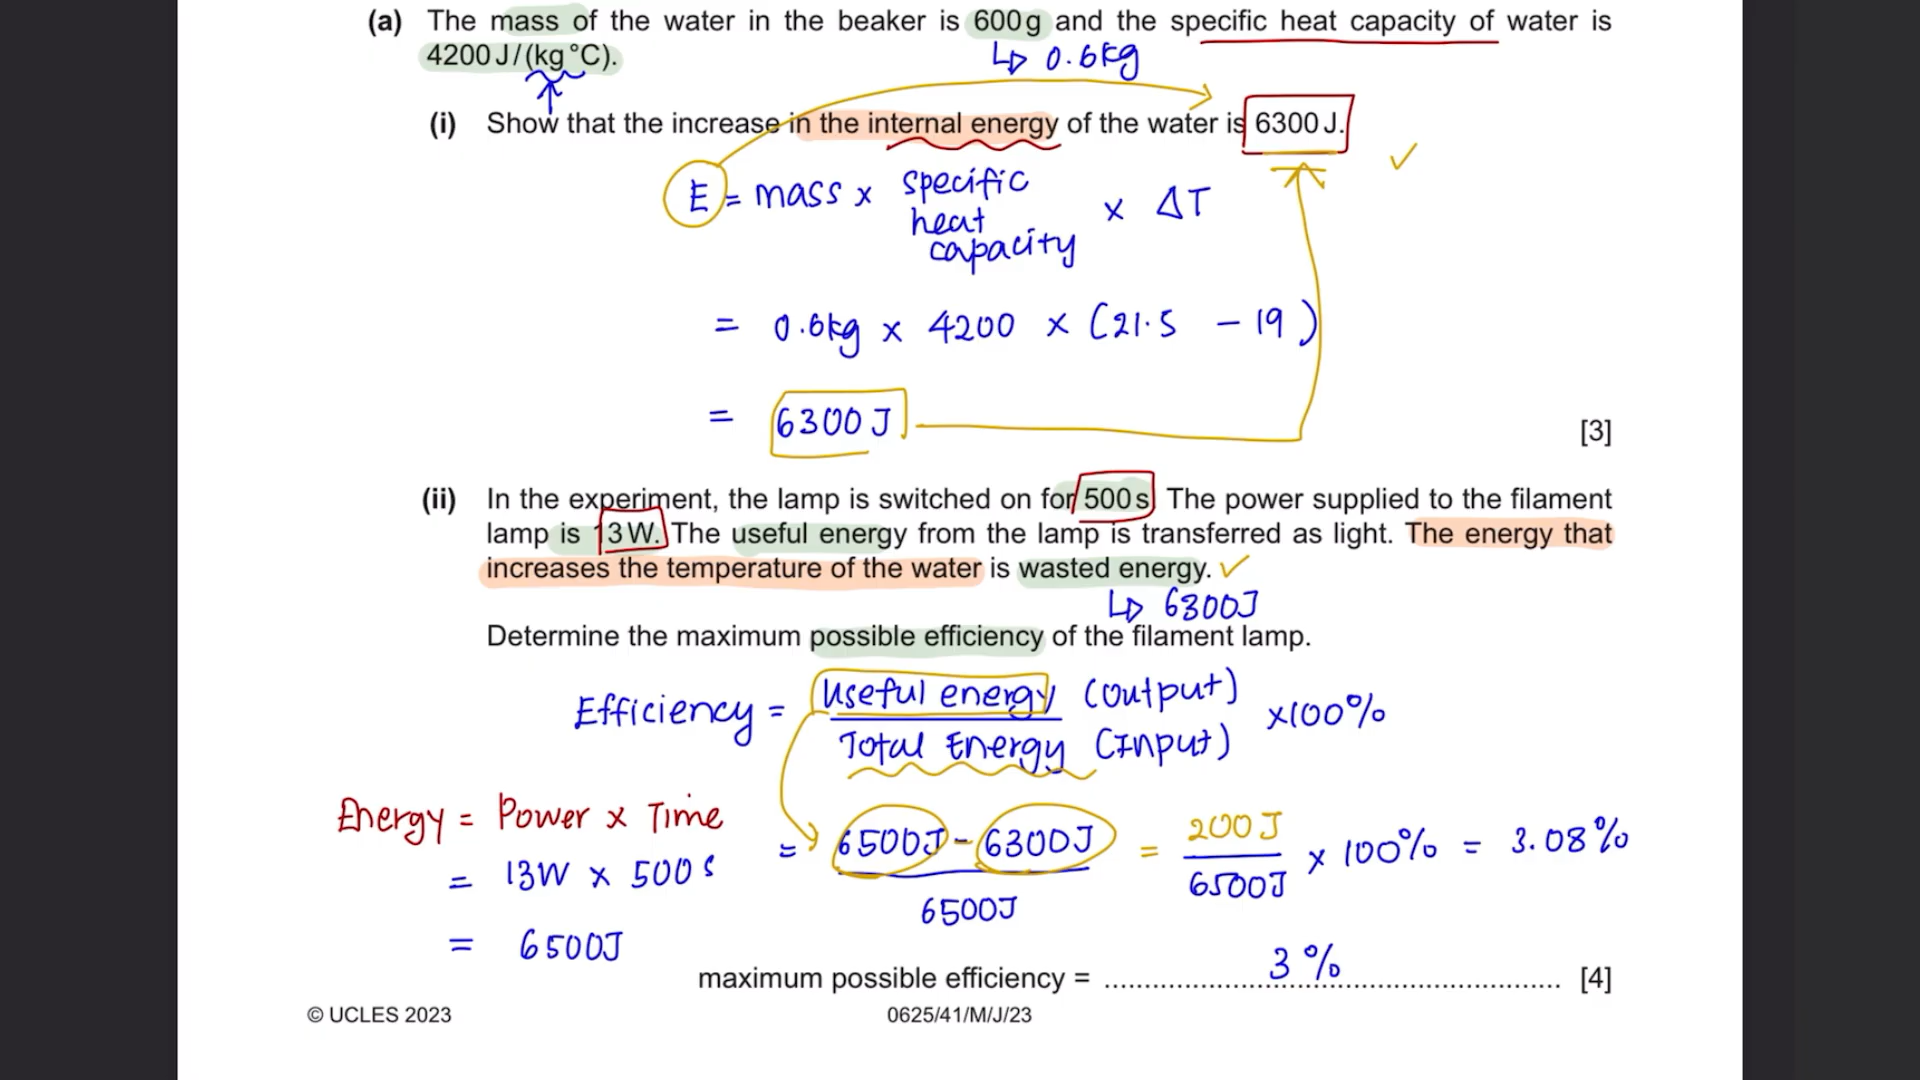 (a) The mass of the water in the beaker is 600 g and the specific heat capacity of water is
4200 J/(kg °C).
↳ 0.6kg
(i) Show that the increase in the internal energy of the water is 6300 J.
E = mass x specific heat capacity x ΔT
= 0.6kg x 4200 x (21.5 - 19)
= 6300 J
[3]
(ii) In the experiment, the lamp is switched on for 500 s. The power supplied to the filament
lamp is 13 W. The useful energy from the lamp is transferred as light. The energy that
increases the temperature of the water is wasted energy.
↳ 6300J
Determine the maximum possible efficiency of the filament lamp.
Efficiency = Useful energy (Output) / Total Energy (Input) x100%
Energy = Power x Time
= 13W x 500s
= 6500J
= 6500J - 6300J / 6500J = 200J / 6500J x 100% = 3.08%
maximum possible efficiency = 3 % [4]
© UCLES 2023
0625/41/M/J/23